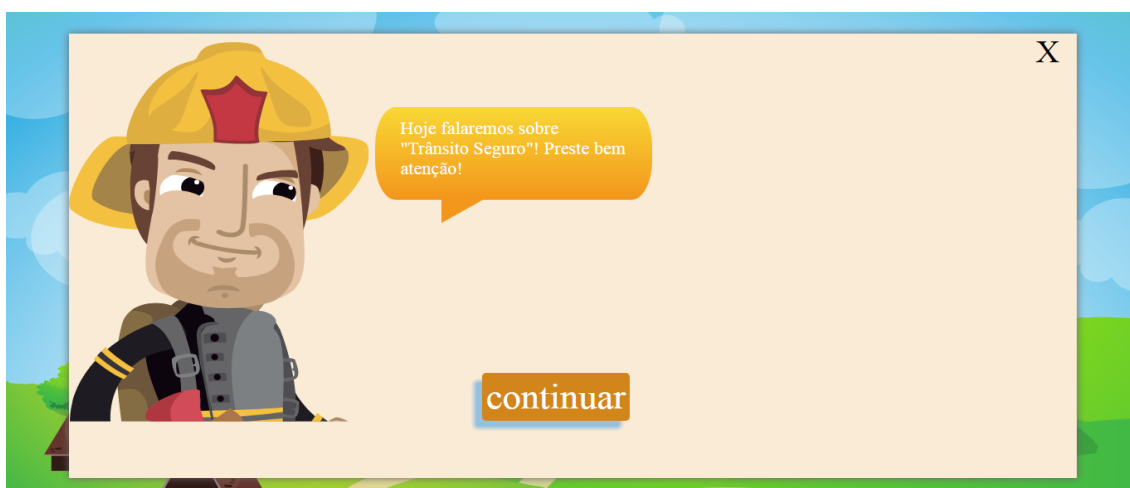 X
Hoje falaremos sobre
"Trânsito Seguro"! Preste bem
atenção!
continuar